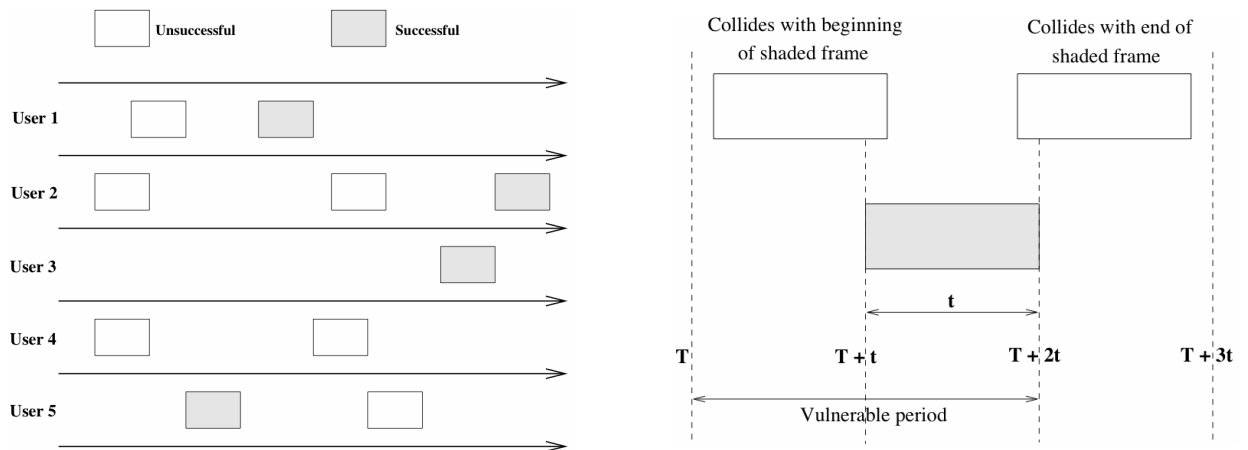 Unsuccessful
Successful
User 1
User 2
User 3
User 4
User 5
Collides with beginning
of shaded frame
Collides with end of
shaded frame
t
T
T + t
T + 2t
T + 3t
Vulnerable period